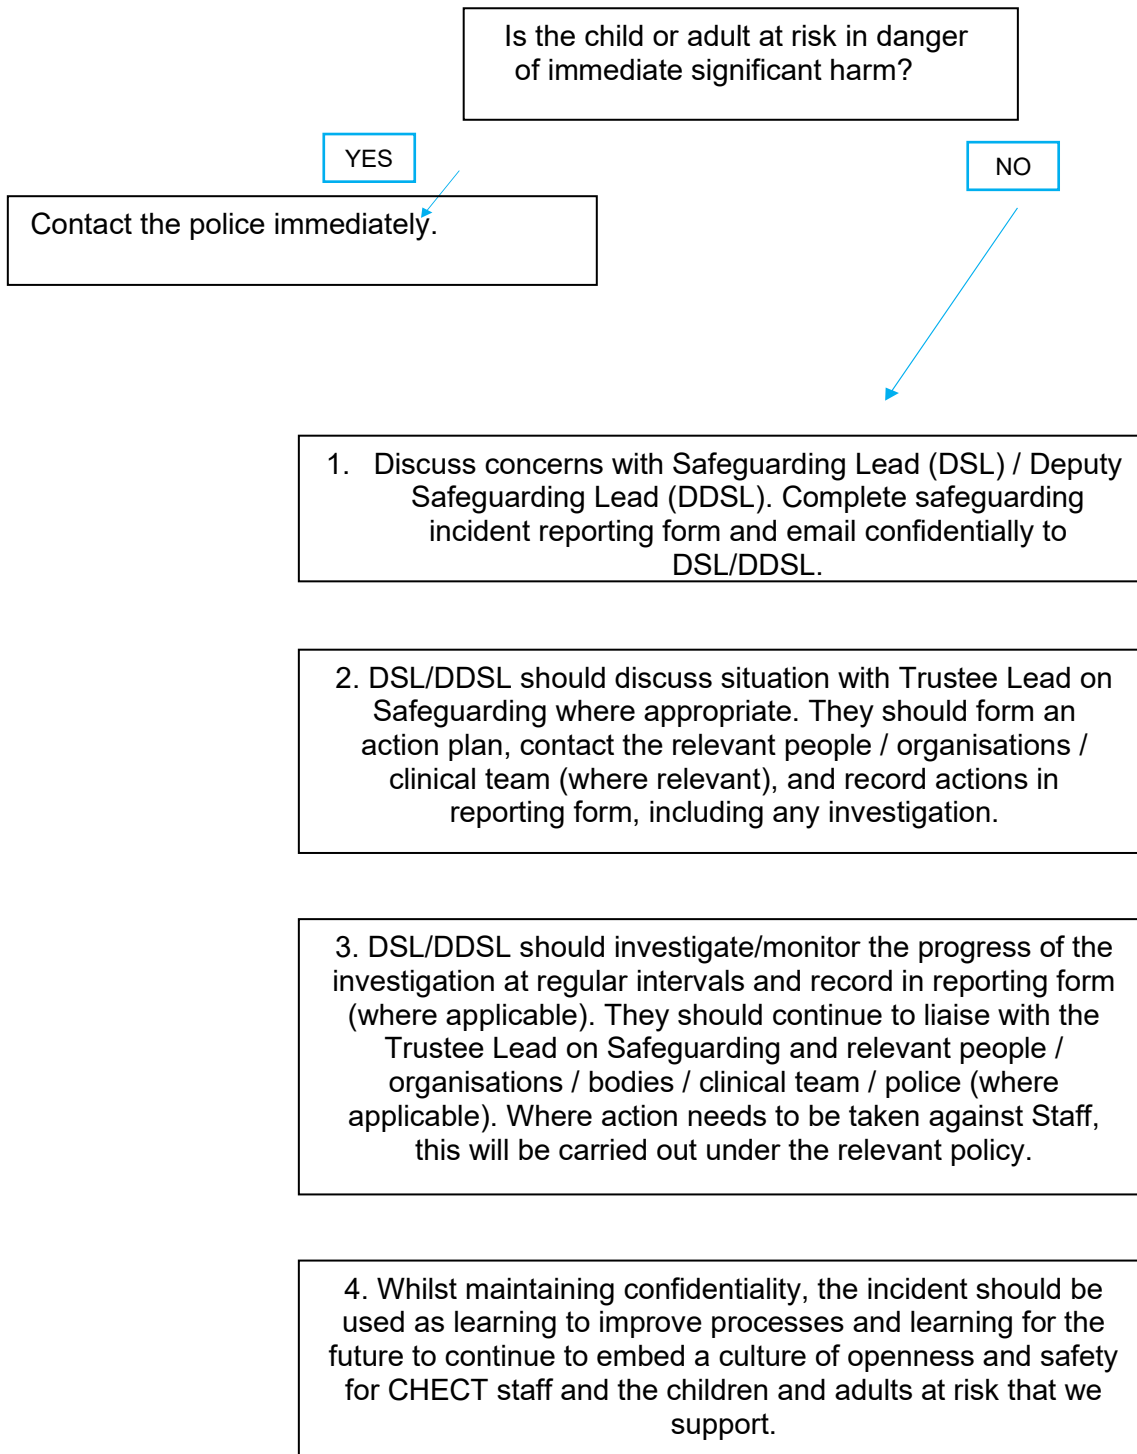 Is the child or adult at risk in danger
of immediate significant harm?
YES
NO
Contact the police immediately.
1. Discuss concerns with Safeguarding Lead (DSL) / Deputy
Safeguarding Lead (DDSL). Complete safeguarding
incident reporting form and email confidentially to
DSL/DDSL.
2. DSL/DDSL should discuss situation with Trustee Lead on
Safeguarding where appropriate. They should form an
action plan, contact the relevant people / organisations /
clinical team (where relevant), and record actions in
reporting form, including any investigation.
3. DSL/DDSL should investigate/monitor the progress of the
investigation at regular intervals and record in reporting form
(where applicable). They should continue to liaise with the
Trustee Lead on Safeguarding and relevant people /
organisations / bodies / clinical team / police (where
applicable). Where action needs to be taken against Staff,
this will be carried out under the relevant policy.
4. Whilst maintaining confidentiality, the incident should be
used as learning to improve processes and learning for the
future to continue to embed a culture of openness and safety
for CHECT staff and the children and adults at risk that we
support.